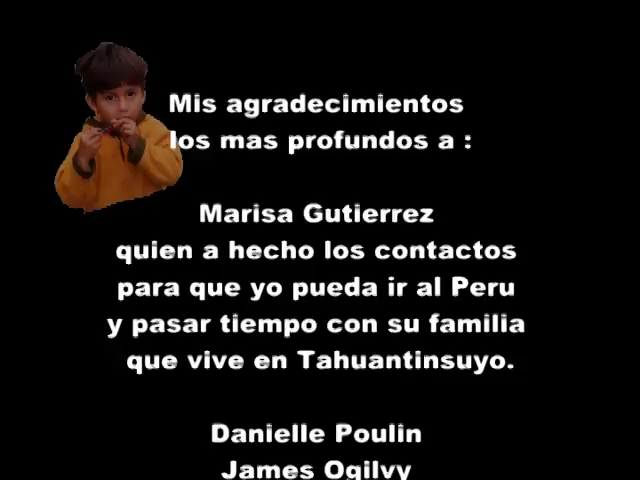 Mis agradecimientos
los mas profundos a :
Marisa Gutierrez
quien a hecho los contactos
para que yo pueda ir al Peru
y pasar tiempo con su familia
que vive en Tahuantinsuyo.
Danielle Poulin
James Ogilvy